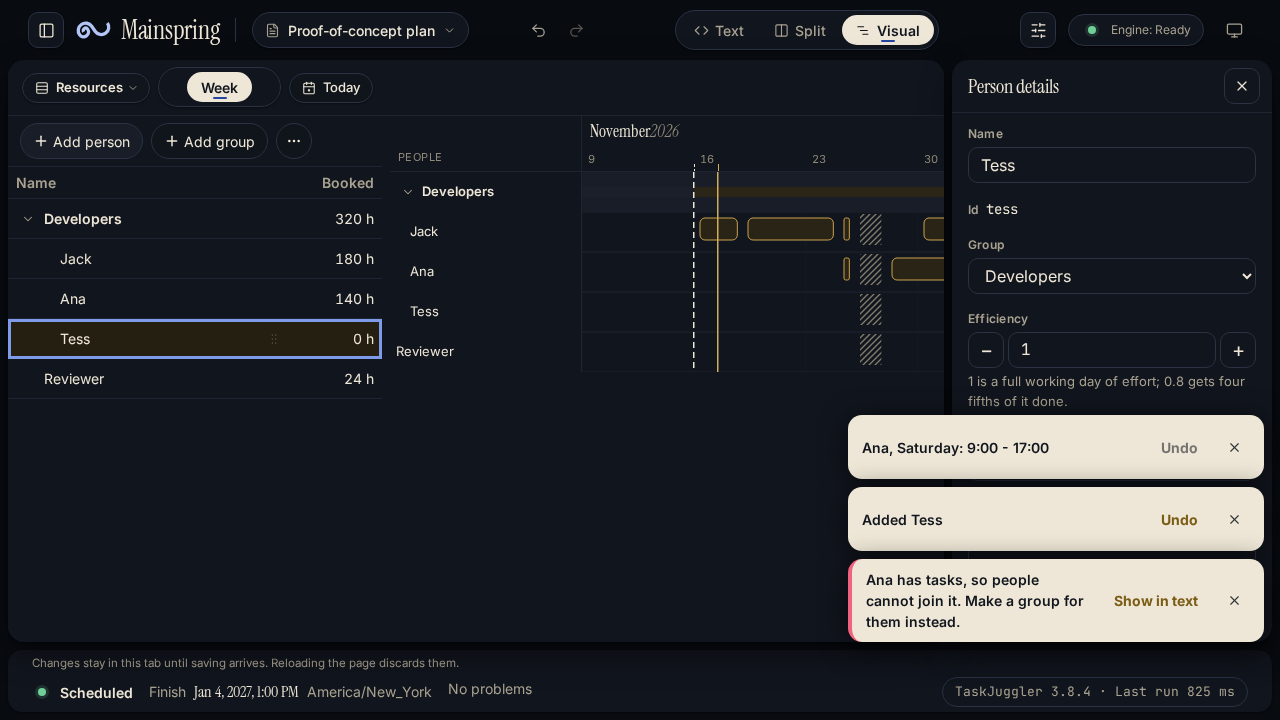 Mainspring
Proof-of-concept plan
Text
Split
Visual
Engine: Ready
Resources
Week
Today
Add person
Add group
Name Booked
Developers 320 h
Jack 180 h
Ana 140 h
Tess 0 h
Reviewer 24 h
PEOPLE
November 2026
9 16 23 30
Developers
Jack
Ana
Tess
Reviewer
Person details
Name
Tess
Id tess
Group
Developers
Efficiency
1
1 is a full working day of effort; 0.8 gets four
fifths of it done.
Ana, Saturday: 9:00 - 17:00 Undo
Added Tess Undo
Ana has tasks, so people
cannot join it. Make a group for
them instead.
Show in text
Changes stay in this tab until saving arrives. Reloading the page discards them.
Scheduled Finish Jan 4, 2027, 1:00 PM America/New_York No problems
TaskJuggler 3.8.4 · Last run 825 ms